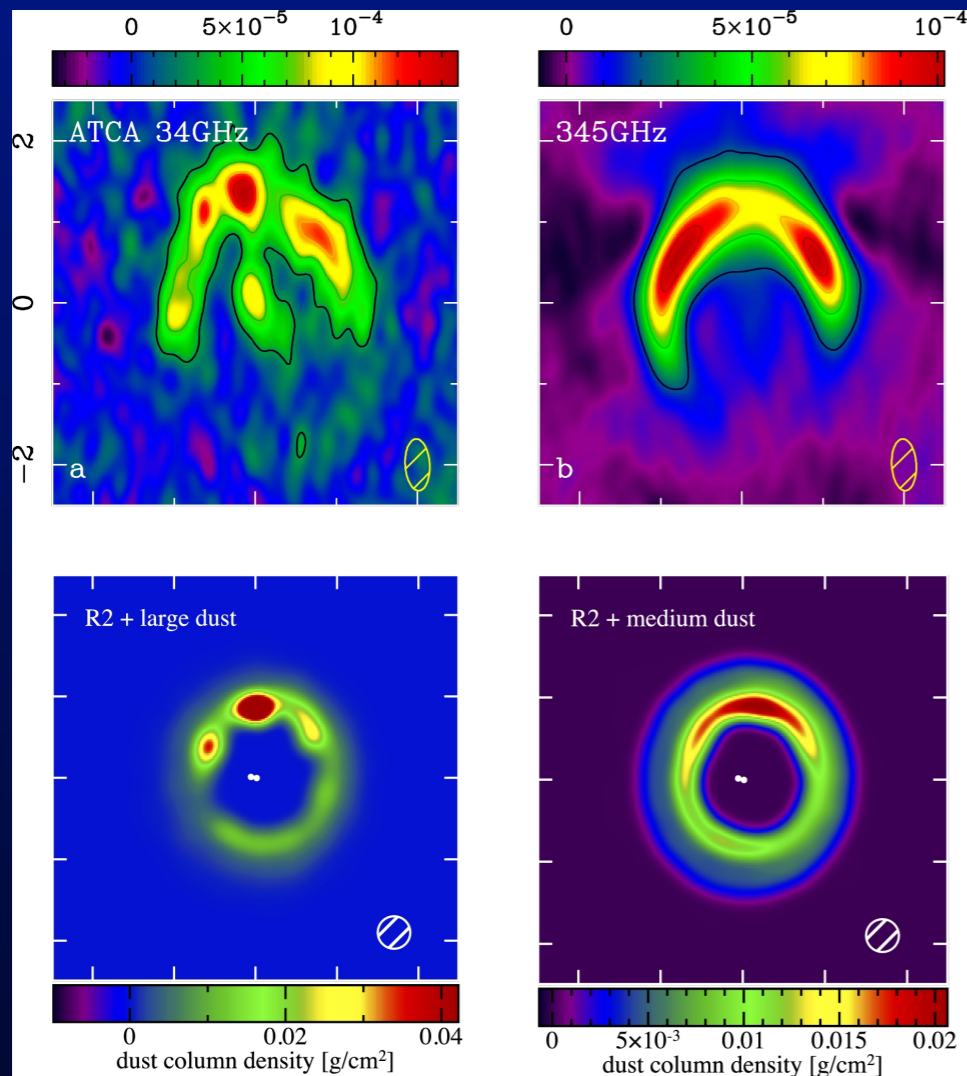 0 5×10⁻⁵ 10⁻⁴
0 5×10⁻⁵ 10⁻⁴
ATCA 34GHz
345GHz
2
0
−2
a
b
R2 + large dust
R2 + medium dust
0 0.02 0.04
dust column density [g/cm²]
0 5×10⁻³ 0.01 0.015 0.02
dust column density [g/cm²]